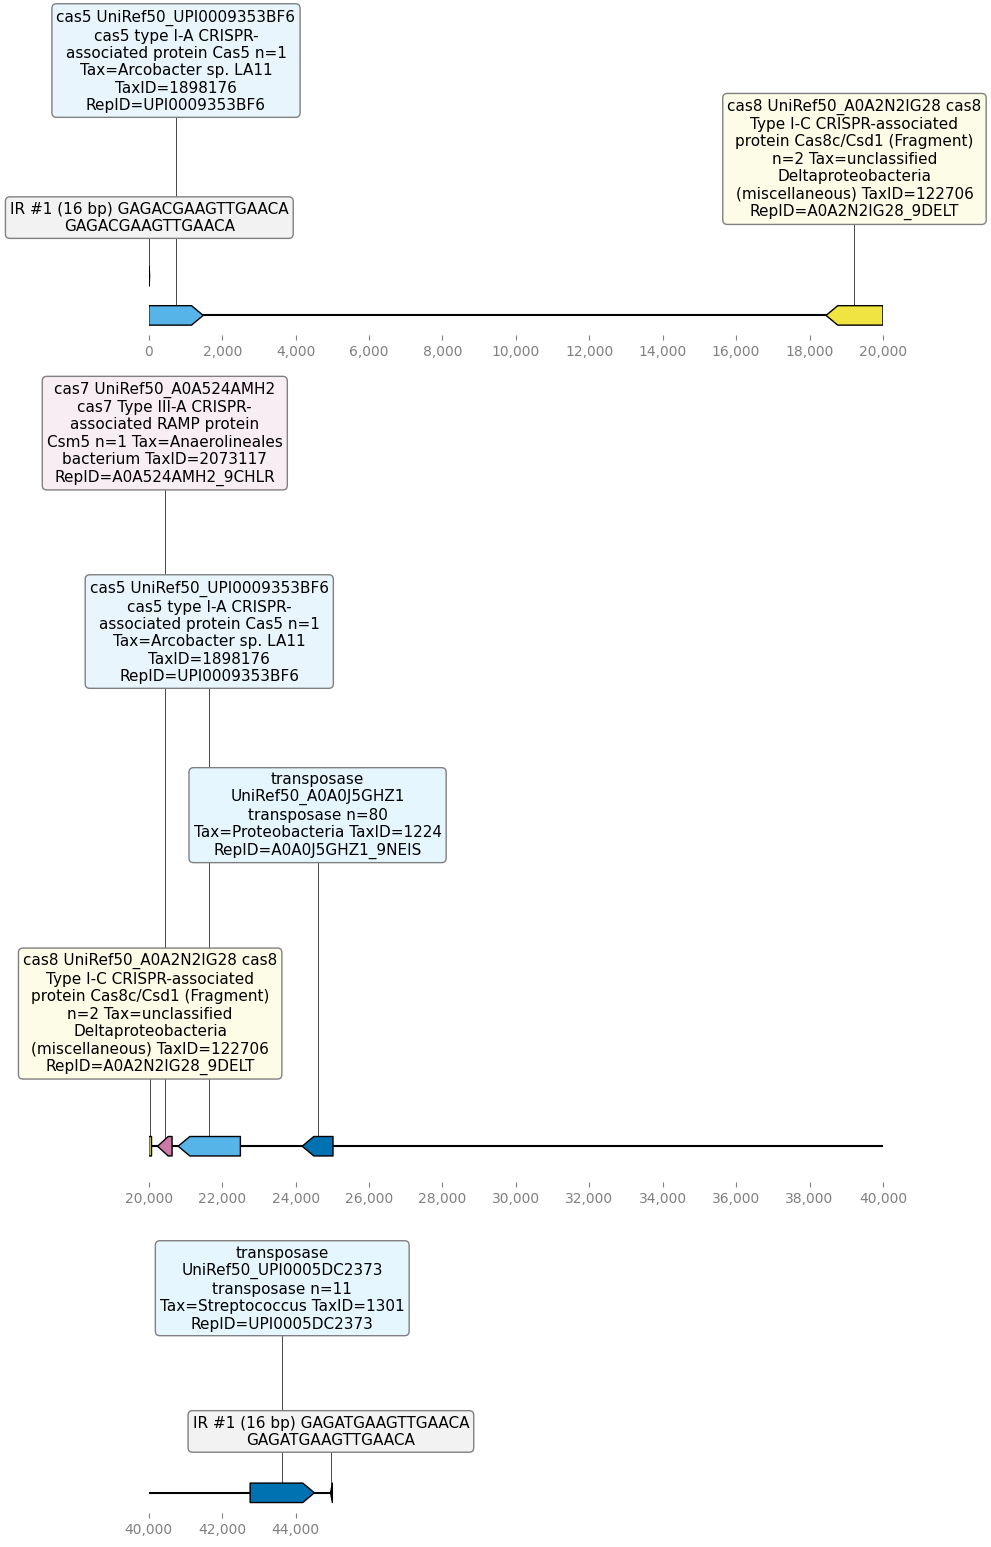 cas5 UniRef50_UPI0009353BF6
cas5 type I-A CRISPR-
associated protein Cas5 n=1
Tax=Arcobacter sp. LA11
TaxID=1898176
RepID=UPI0009353BF6
cas8 UniRef50_A0A2N2IG28 cas8
Type I-C CRISPR-associated
protein Cas8c/Csd1 (Fragment)
n=2 Tax=unclassified
Deltaproteobacteria
(miscellaneous) TaxID=122706
RepID=A0A2N2IG28_9DELT
IR #1 (16 bp) GAGACGAAGTTGAACA
GAGACGAAGTTGAACA
0 2,000 4,000 6,000 8,000 10,000 12,000 14,000 16,000 18,000 20,000
cas7 UniRef50_A0A524AMH2
cas7 Type III-A CRISPR-
associated RAMP protein
Csm5 n=1 Tax=Anaerolineales
bacterium TaxID=2073117
RepID=A0A524AMH2_9CHLR
cas5 UniRef50_UPI0009353BF6
cas5 type I-A CRISPR-
associated protein Cas5 n=1
Tax=Arcobacter sp. LA11
TaxID=1898176
RepID=UPI0009353BF6
transposase
UniRef50_A0A0J5GHZ1
transposase n=80
Tax=Proteobacteria TaxID=1224
RepID=A0A0J5GHZ1_9NEIS
cas8 UniRef50_A0A2N2IG28 cas8
Type I-C CRISPR-associated
protein Cas8c/Csd1 (Fragment)
n=2 Tax=unclassified
Deltaproteobacteria
(miscellaneous) TaxID=122706
RepID=A0A2N2IG28_9DELT
20,000 22,000 24,000 26,000 28,000 30,000 32,000 34,000 36,000 38,000 40,000
transposase
UniRef50_UPI0005DC2373
transposase n=11
Tax=Streptococcus TaxID=1301
RepID=UPI0005DC2373
IR #1 (16 bp) GAGATGAAGTTGAACA
GAGATGAAGTTGAACA
40,000 42,000 44,000